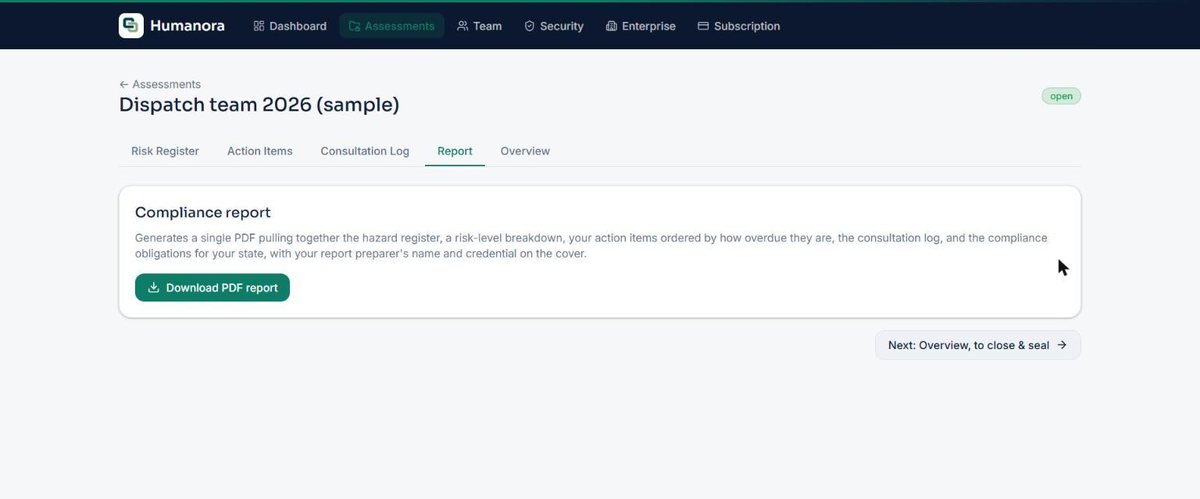 Humanora Dashboard Assessments Team Security Enterprise Subscription
← Assessments
Dispatch team 2026 (sample)
open
Risk Register Action Items Consultation Log Report Overview
Compliance report
Generates a single PDF pulling together the hazard register, a risk-level breakdown, your action items ordered by how overdue they are, the consultation log, and the compliance
obligations for your state, with your report preparer's name and credential on the cover.
Download PDF report
Next: Overview, to close & seal →